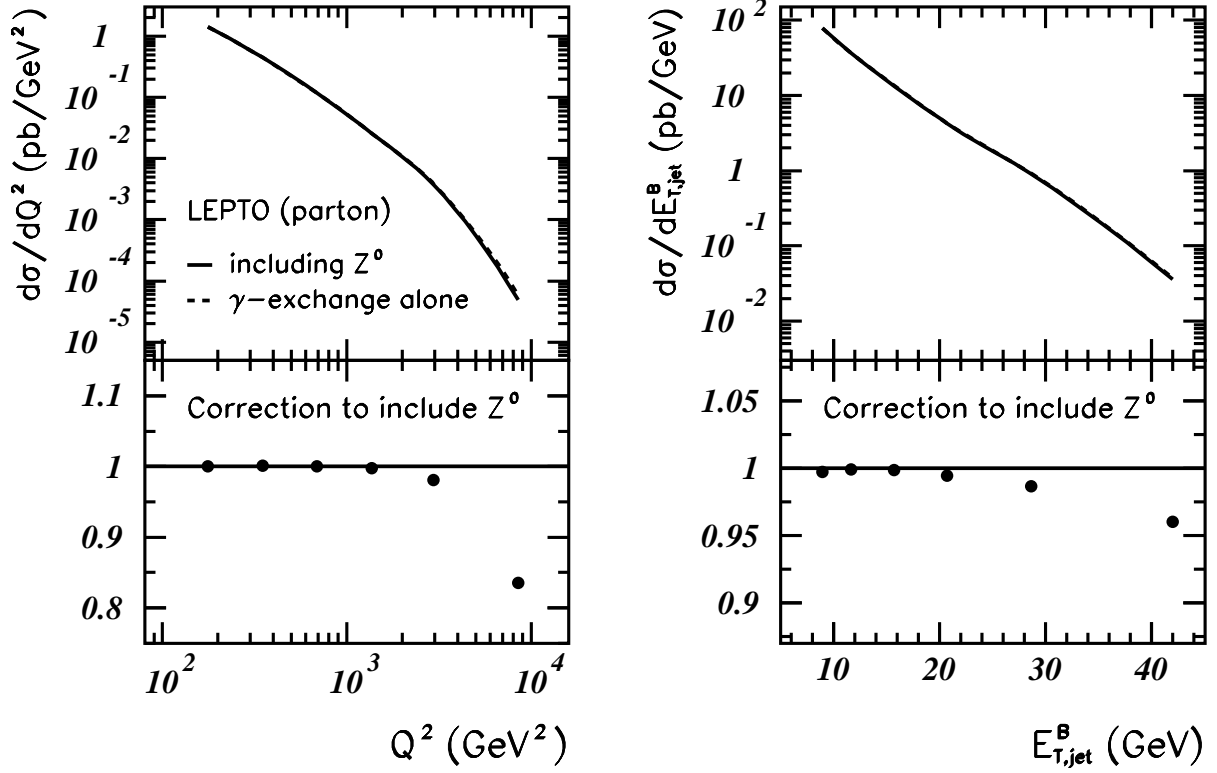 dσ/dQ² (pb/GeV²)
1
10⁻¹
10⁻²
10⁻³
10⁻⁴
10⁻⁵
LEPTO (parton)
including Z⁰
γ−exchange alone
1.1
1
0.9
0.8
Correction to include Z⁰
10² 10³ 10⁴
Q² (GeV²)
dσ/dE^B_T,jet (pb/GeV)
10²
10
1
10⁻¹
10⁻²
1.05
1
0.95
0.9
Correction to include Z⁰
10 20 30 40
E^B_T,jet (GeV)